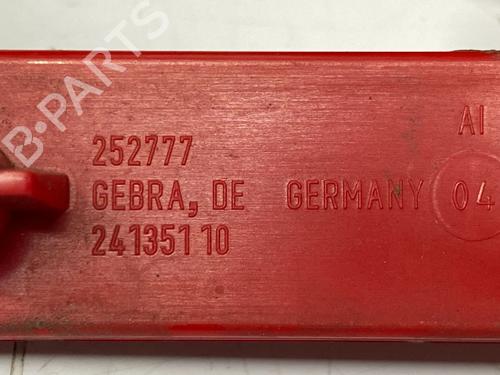 AI
252777
GEBRA, DE GERMANY 04
24135110
B-PARTS